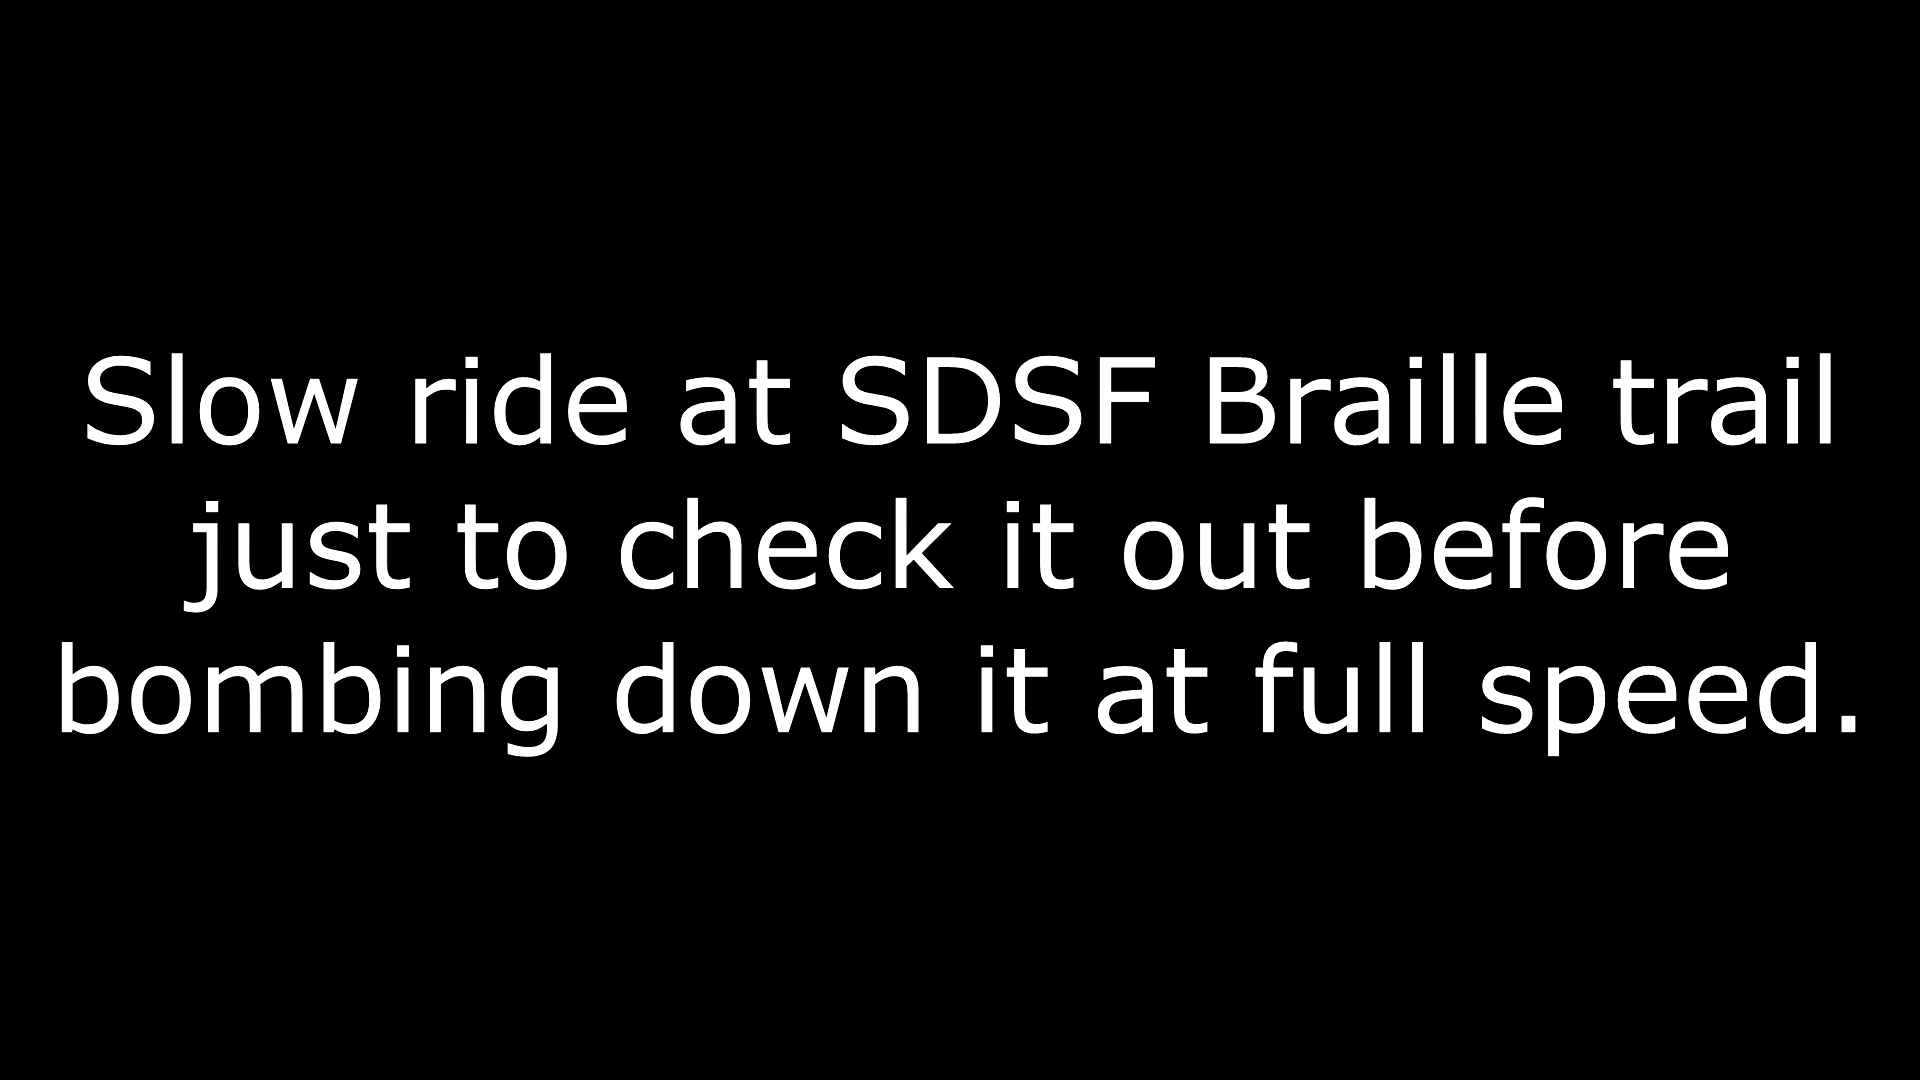 Slow ride at SDSF Braille trail
just to check it out before
bombing down it at full speed.